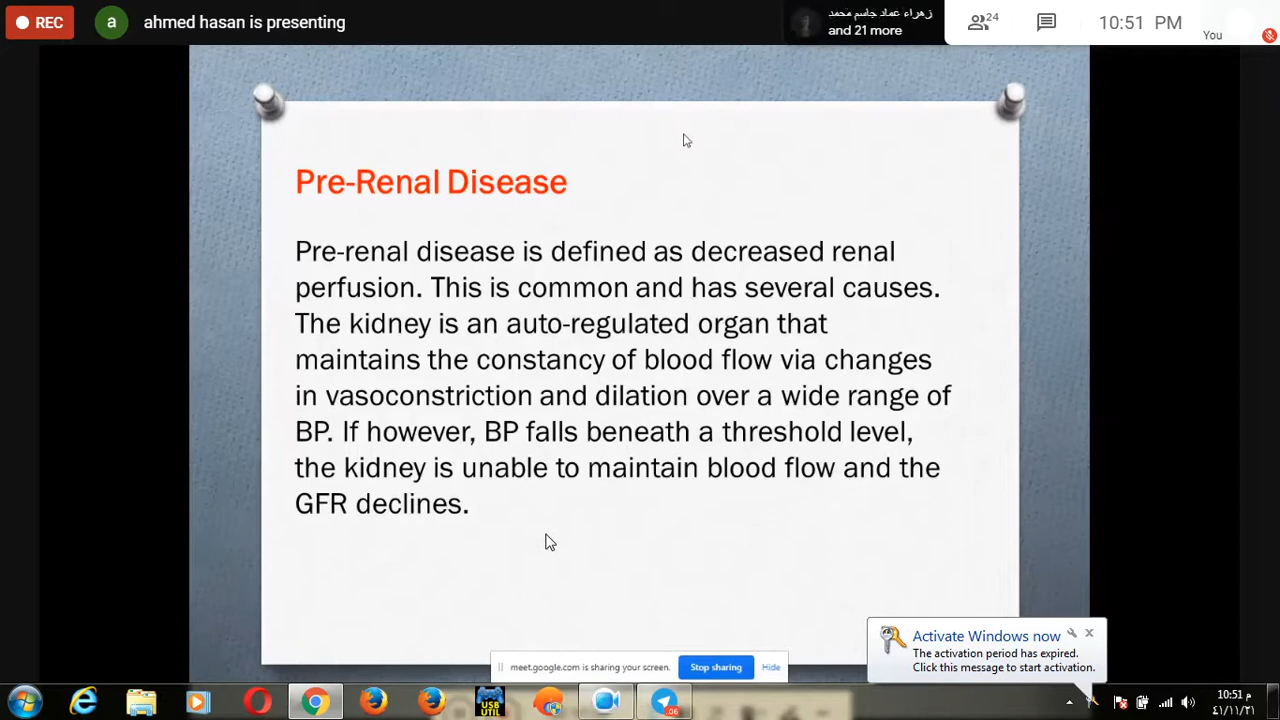 REC
a
ahmed hasan is presenting
زهراء عماد جاسم محمد
and 21 more
24
10:51 PM
You
Pre-Renal Disease
Pre-renal disease is defined as decreased renal
perfusion. This is common and has several causes.
The kidney is an auto-regulated organ that
maintains the constancy of blood flow via changes
in vasoconstriction and dilation over a wide range of
BP. If however, BP falls beneath a threshold level,
the kidney is unable to maintain blood flow and the
GFR declines.
Activate Windows now
The activation period has expired.
Click this message to start activation.
meet.google.com is sharing your screen.
Stop sharing
Hide
USB
UTIL
.06
10:51 م